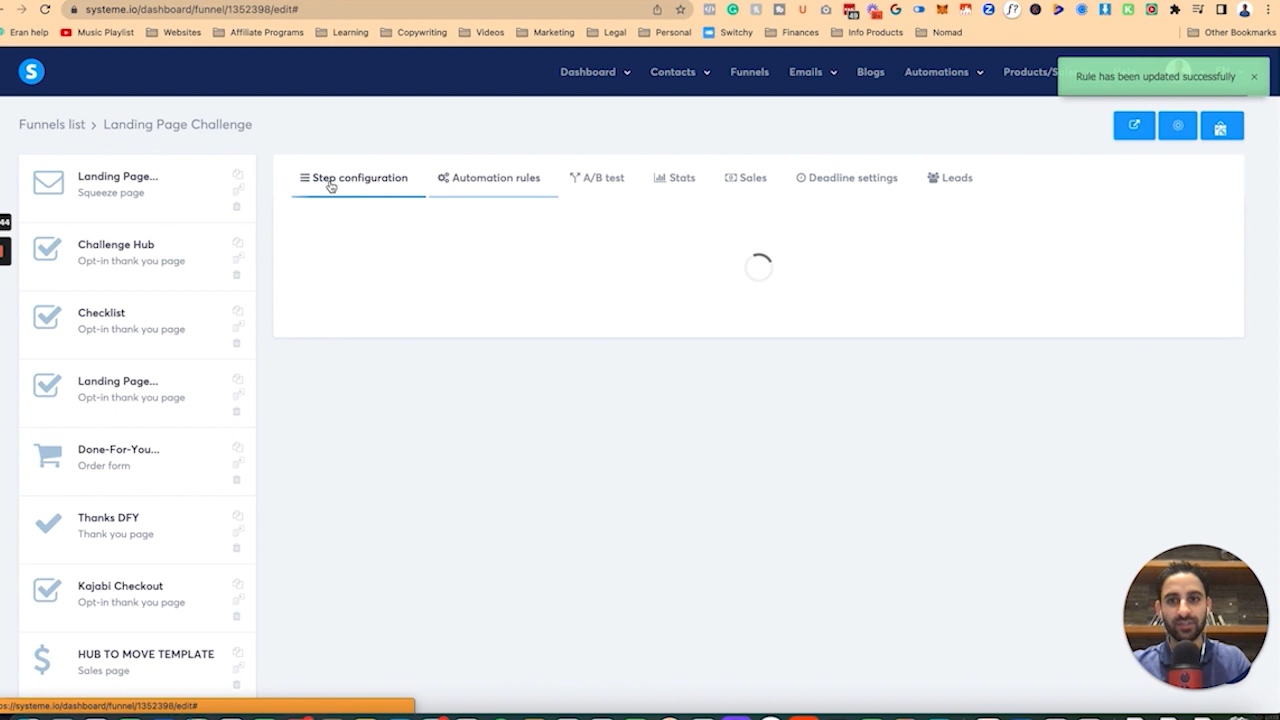 systeme.io/dashboard/funnel/1352398/edit#
Eran help
Music Playlist
Websites
Affiliate Programs
Learning
Copywriting
Videos
Marketing
Legal
Personal
Switchy
Finances
Info Products
Nomad
Other Bookmarks
S
Dashboard
Contacts
Funnels
Emails
Blogs
Automations
Products/S
Rule has been updated successfully ×
Funnels list > Landing Page Challenge
Landing Page...
Squeeze page
Challenge Hub
Opt-in thank you page
Checklist
Opt-in thank you page
Landing Page...
Opt-in thank you page
Done-For-You...
Order form
Thanks DFY
Thank you page
Kajabi Checkout
Opt-in thank you page
HUB TO MOVE TEMPLATE
Sales page
Step configuration
Automation rules
A/B test
Stats
Sales
Deadline settings
Leads
44
ps://systeme.io/dashboard/funnel/1352398/edit#